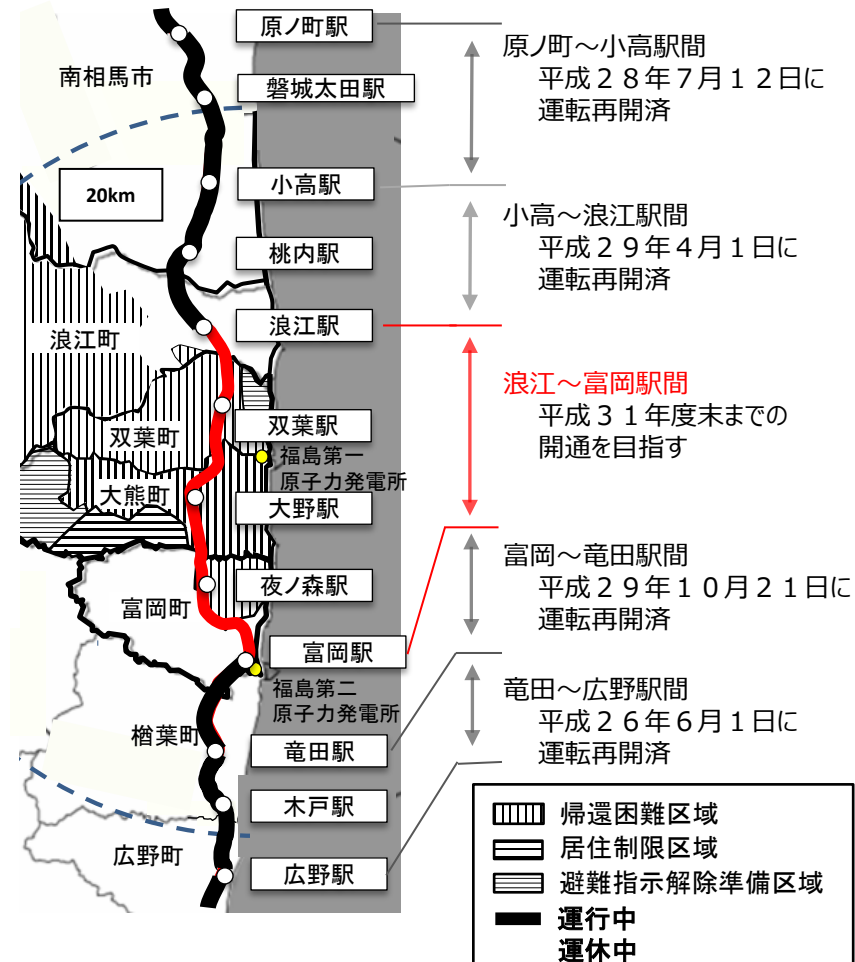 原ノ町駅
南相馬市
磐城太田駅
20km
小高駅
桃内駅
浪江駅
浪江町
双葉駅
双葉町
福島第一
原子力発電所
大熊町
大野駅
夜ノ森駅
富岡町
富岡駅
福島第二
原子力発電所
楢葉町
竜田駅
木戸駅
広野町
広野駅
原ノ町～小高駅間
平成２８年７月１２日に
運転再開済
小高～浪江駅間
平成２９年４月１日に
運転再開済
浪江～富岡駅間
平成３１年度末までの
開通を目指す
富岡～竜田駅間
平成２９年１０月２１日に
運転再開済
竜田～広野駅間
平成２６年６月１日に
運転再開済
帰還困難区域
居住制限区域
避難指示解除準備区域
運行中
運休中